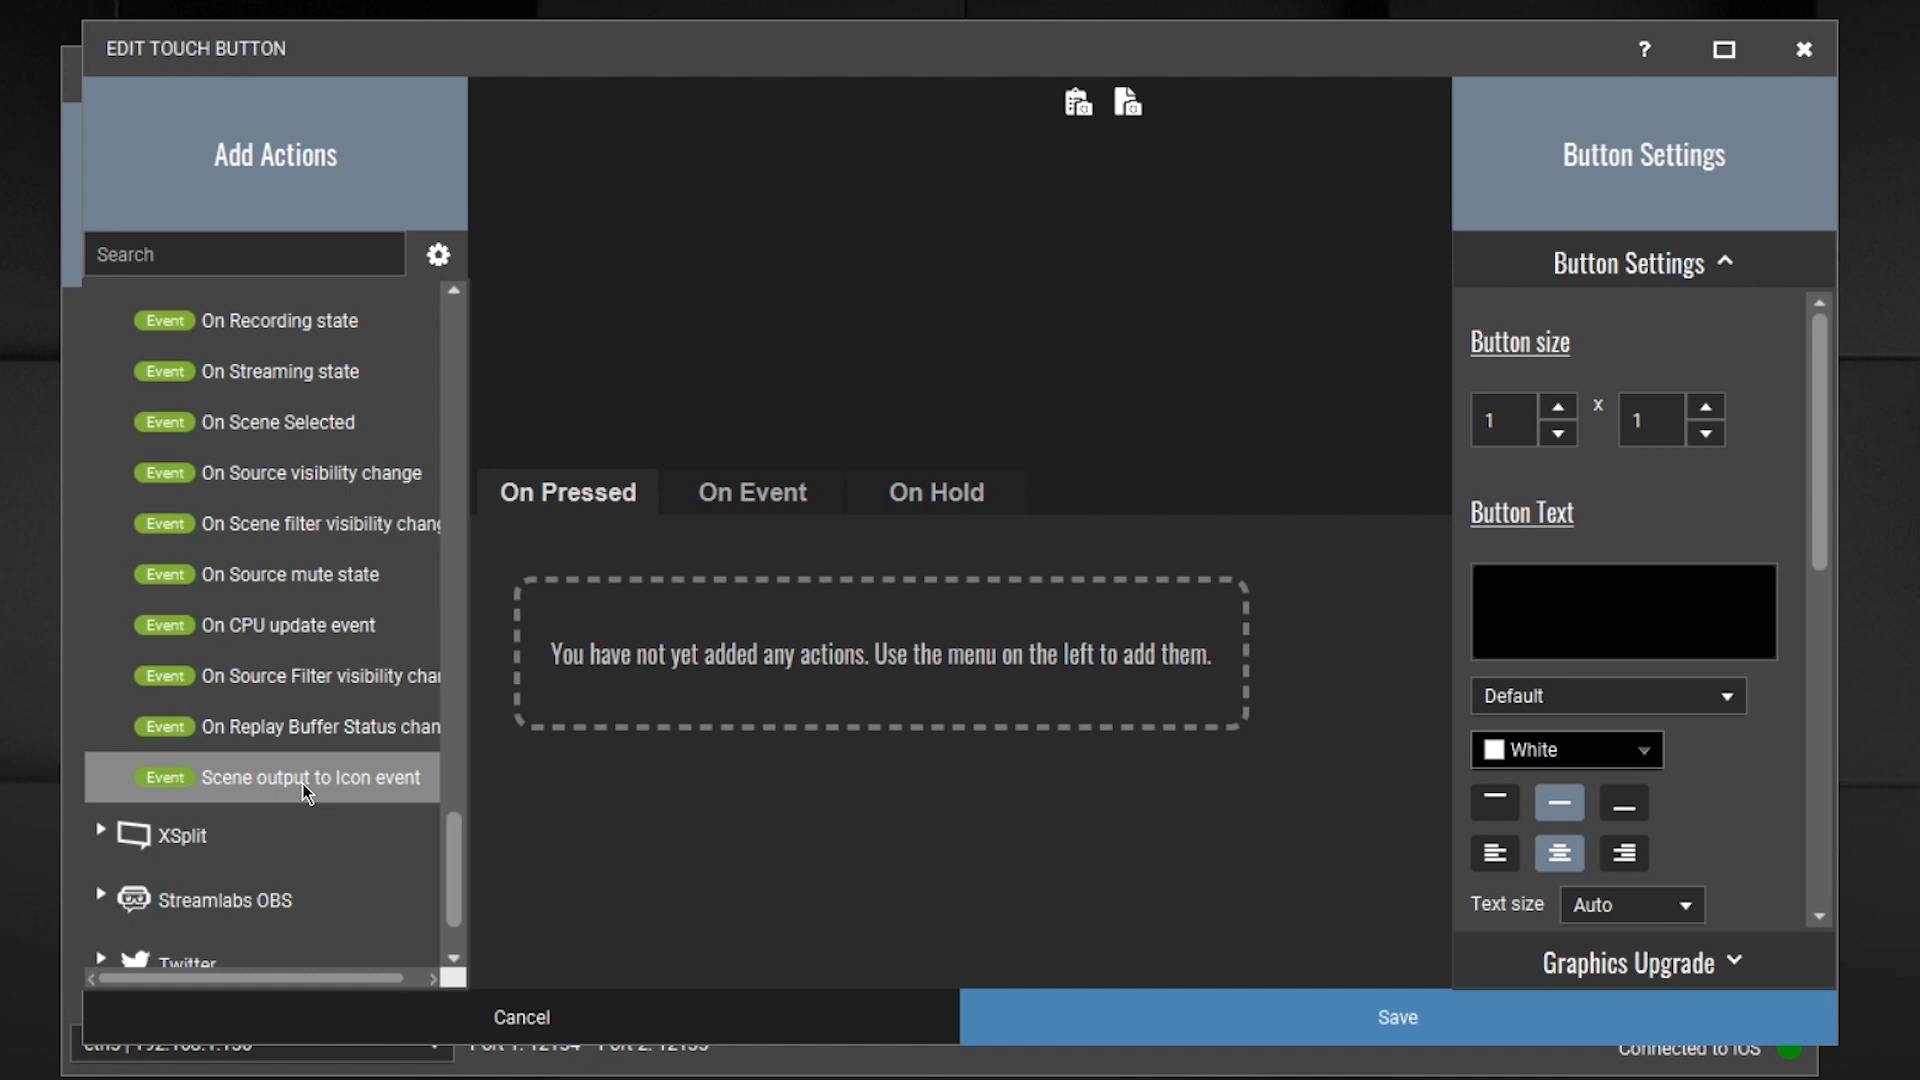 EDIT TOUCH BUTTON
?
Add Actions
Button Settings
Search
Button Settings
Event On Recording state
Event On Streaming state
Event On Scene Selected
Event On Source visibility change
Event On Scene filter visibility chang
Event On Source mute state
Event On CPU update event
Event On Source Filter visibility char
Event On Replay Buffer Status chan
Event Scene output to Icon event
XSplit
Streamlabs OBS
Twitter
On Pressed
On Event
On Hold
You have not yet added any actions. Use the menu on the left to add them.
Button size
1 x 1
Button Text
Default
White
Text size Auto
Graphics Upgrade
Cancel
Save
Connected to iOS